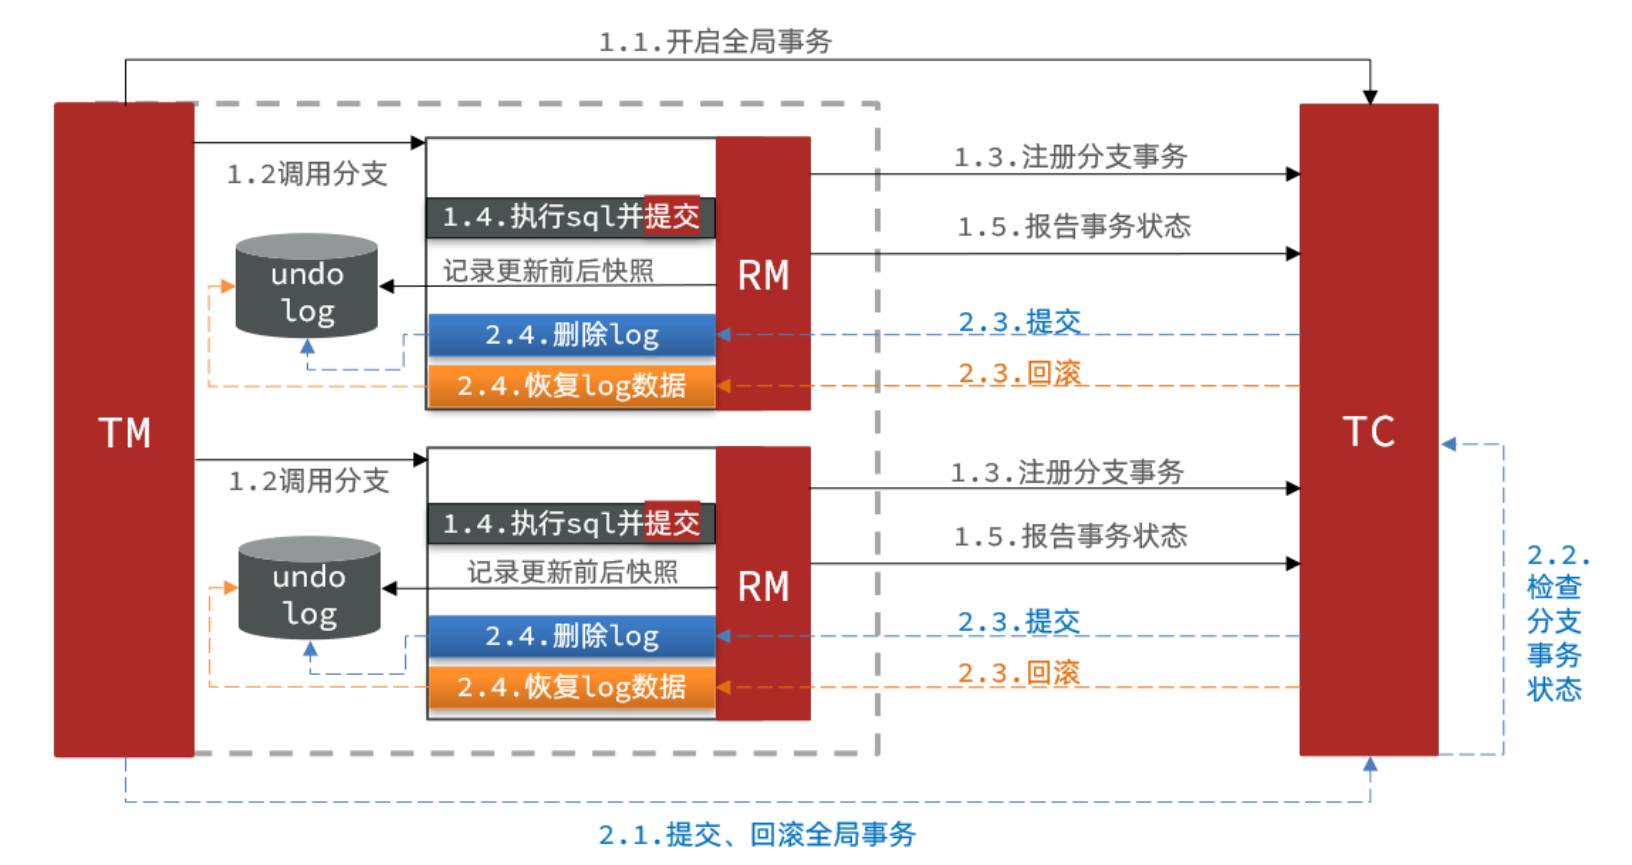 1.1.开启全局事务
TM
1.2调用分支
1.4.执行sql并提交
undo
log
记录更新前后快照
2.4.删除log
2.4.恢复log数据
RM
1.3.注册分支事务
1.5.报告事务状态
2.3.提交
2.3.回滚
1.2调用分支
1.4.执行sql并提交
undo
log
记录更新前后快照
2.4.删除log
2.4.恢复log数据
RM
1.3.注册分支事务
1.5.报告事务状态
2.3.提交
2.3.回滚
TC
2.2.
检查
分支
事务
状态
2.1.提交、回滚全局事务